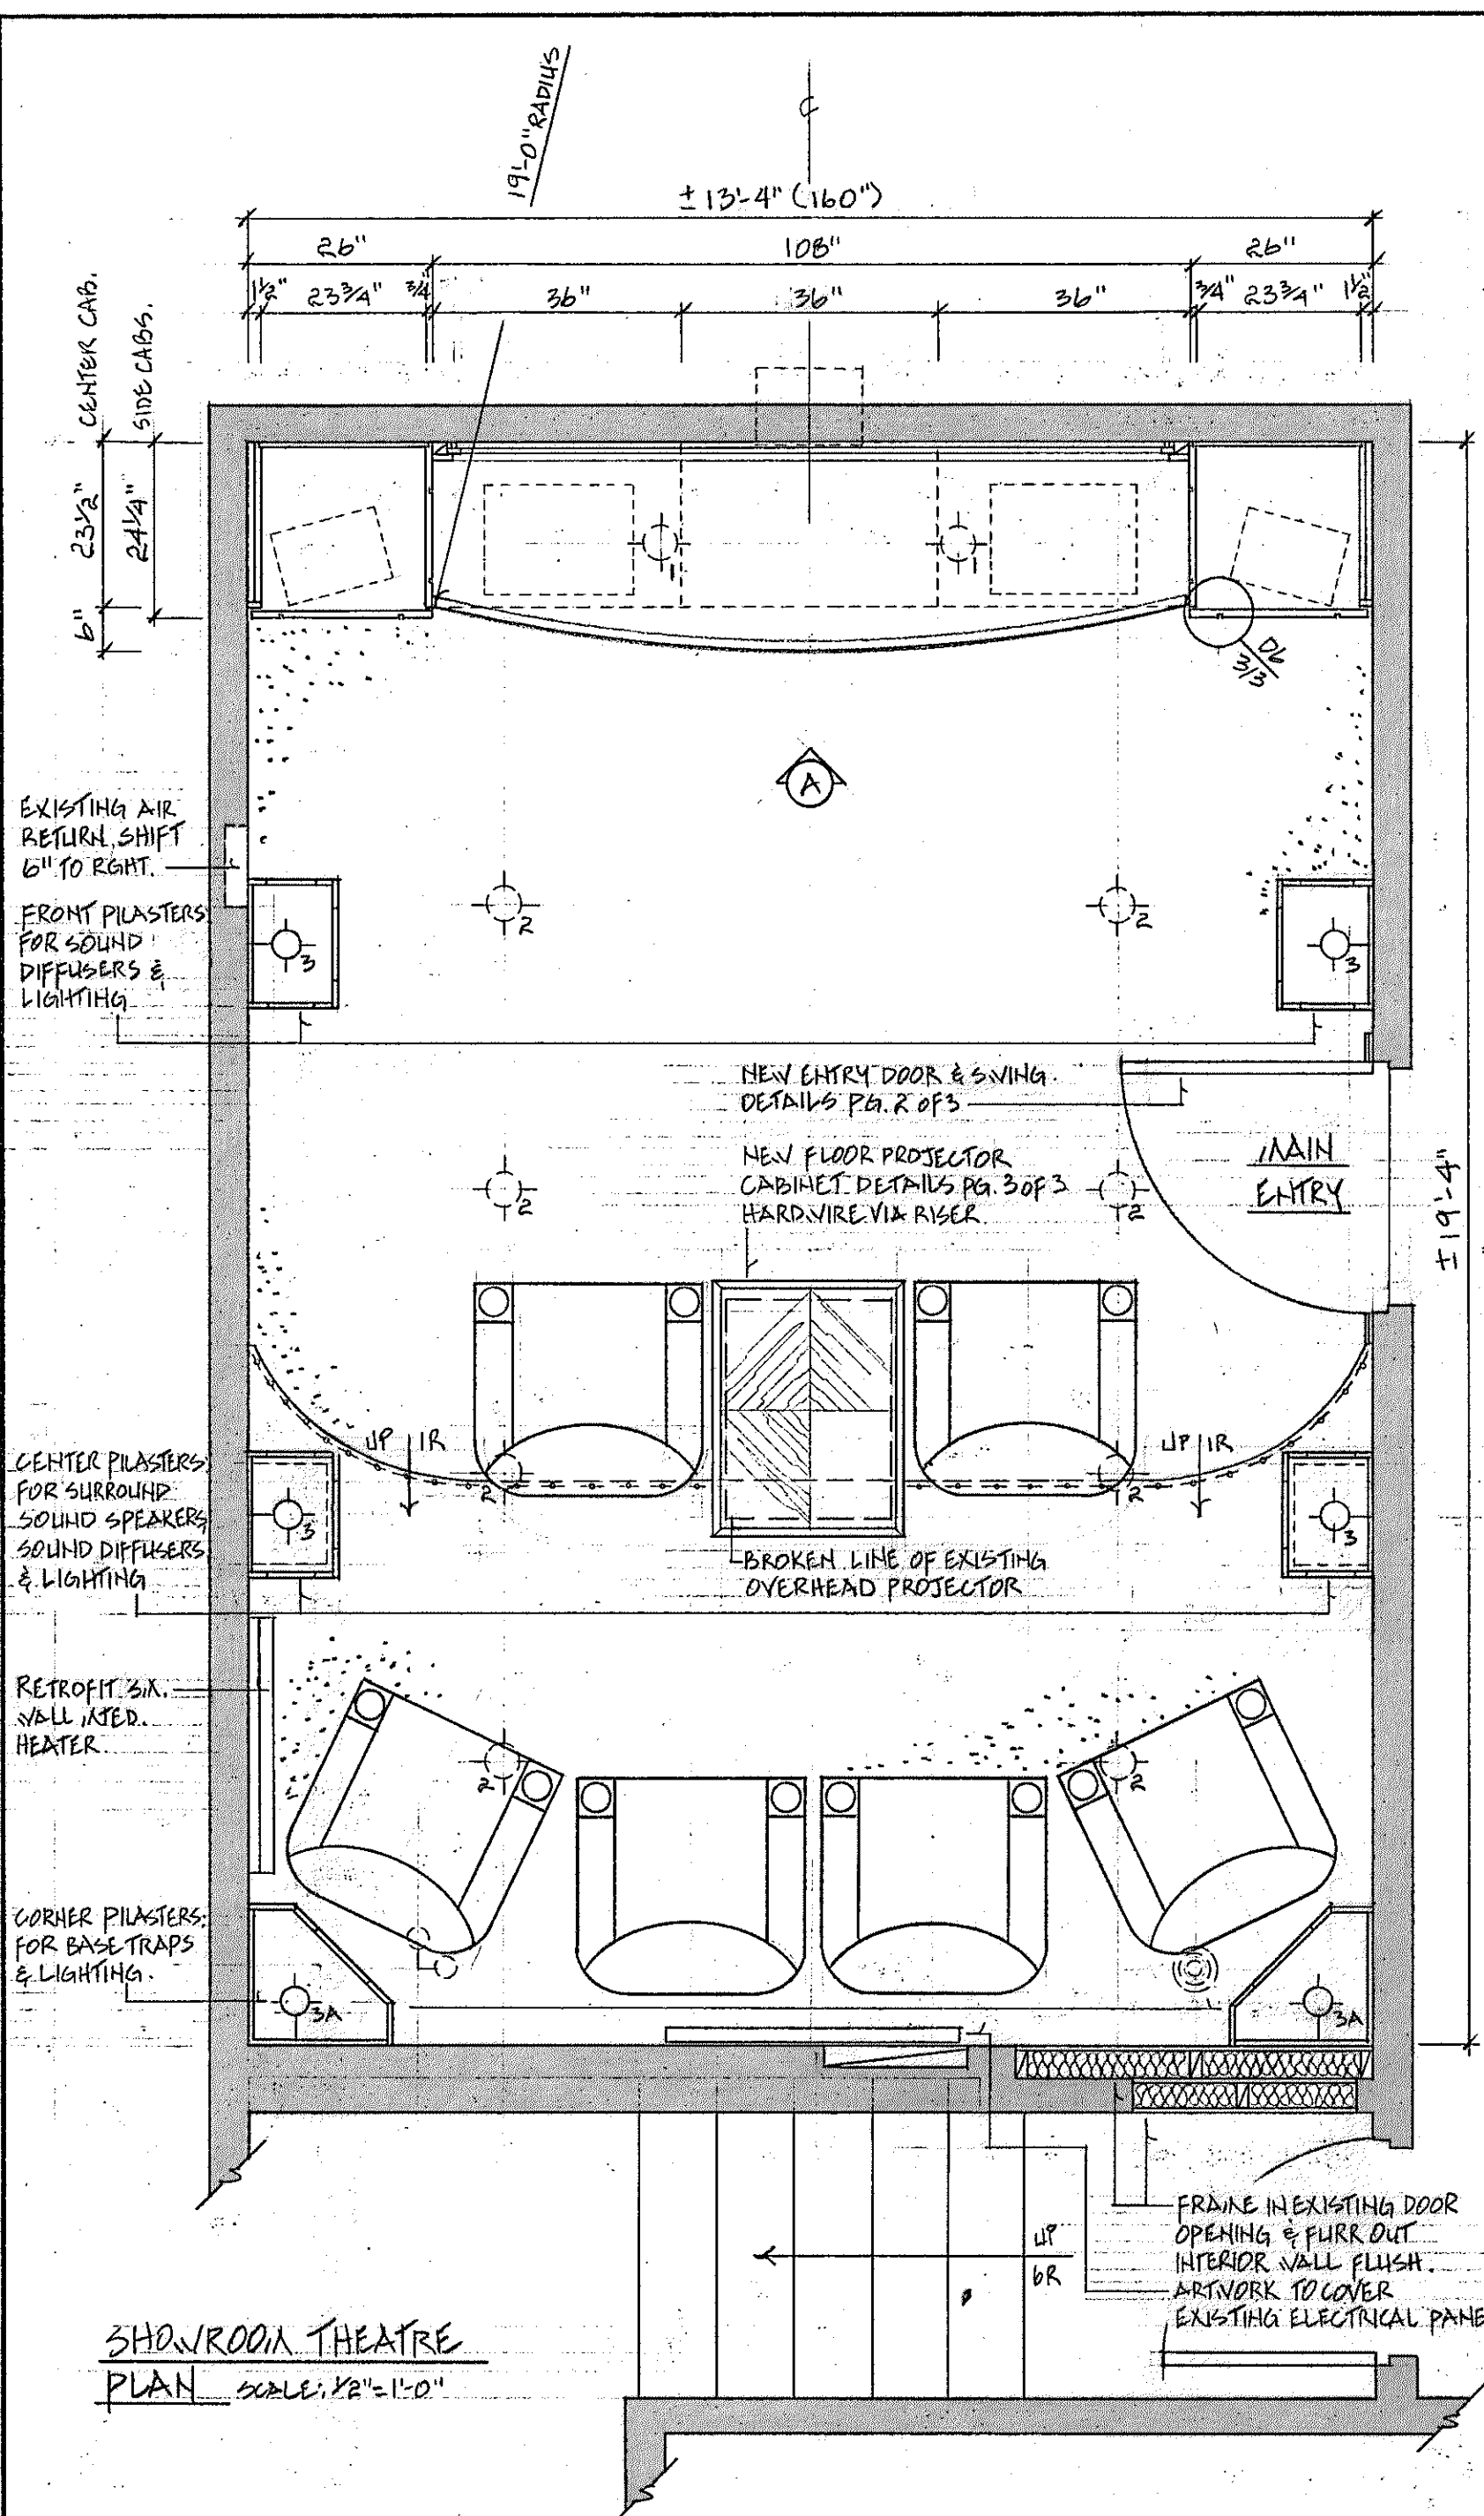 19'-0" RADIUS
± 13'-4" (160")
26"
108"
26"
1½"
23¾"
¾
36"
36"
36"
¾"
23¾"
1½"
CENTER CAB.
SIDE CABS.
23½"
24¼"
6"
1
1
D6
3/3
A
EXISTING AIR
RETURN, SHIFT
6" TO RGHT.
FRONT PILASTERS
FOR SOUND
DIFFUSERS &
LIGHTING
2
2
3
3
NEW ENTRY DOOR & SWING.
DETAILS PG. 2 OF 3
NEW FLOOR PROJECTOR
CABINET DETAILS PG. 3 OF 3
HARDWIRE VIA RISER
MAIN
ENTRY
± 19'-4"
2
2
UP 1R
UP 1R
2
2
CENTER PILASTERS
FOR SURROUND
SOUND SPEAKERS
SOUND DIFFUSERS
& LIGHTING
3
3
BROKEN LINE OF EXISTING
OVERHEAD PROJECTOR
RETROFIT SM.
WALL MTED.
HEATER
2
2
CORNER PILASTERS
FOR BASE TRAPS
& LIGHTING.
3A
3A
UP
6R
FRAME IN EXISTING DOOR
OPENING & FURR OUT
INTERIOR WALL FLUSH.
ARTWORK TO COVER
EXISTING ELECTRICAL PANE
SHOWROOM THEATRE
PLAN SCALE: ½"=1'-0"